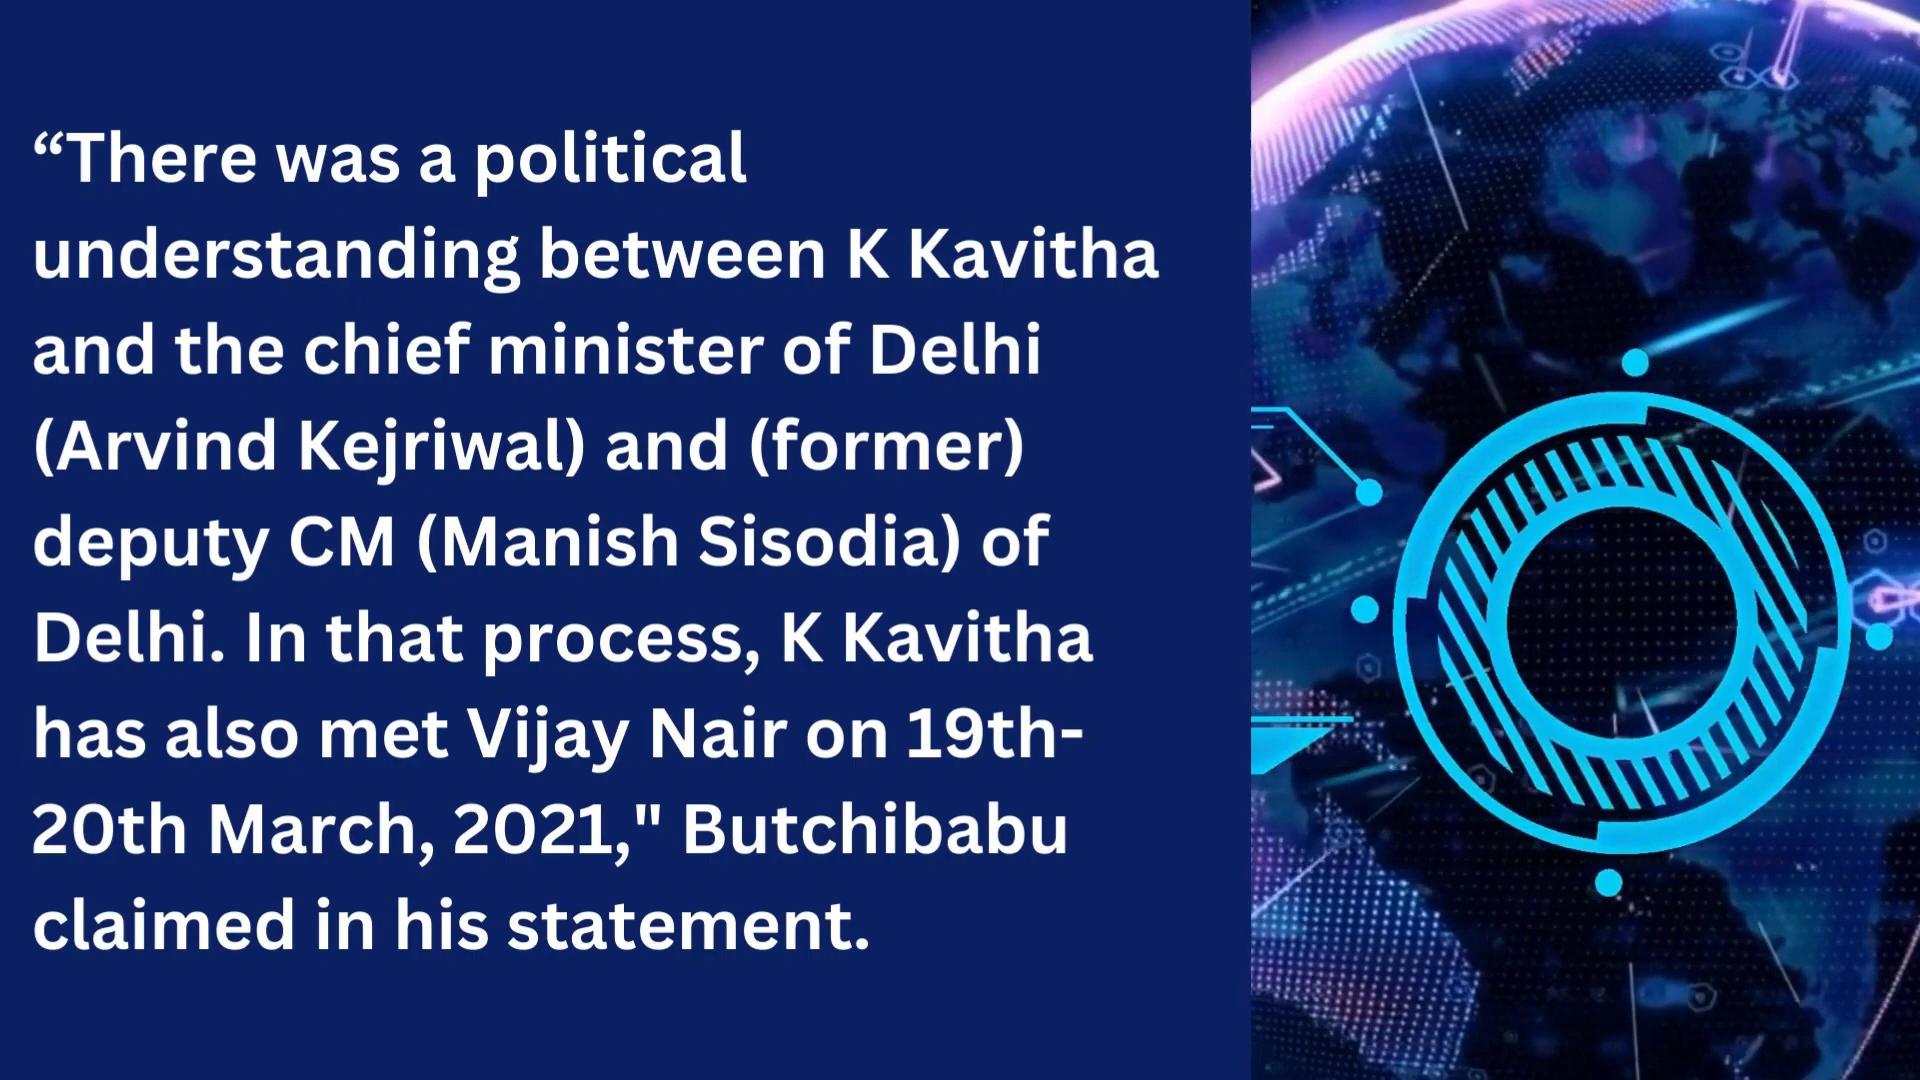 “There was a political
understanding between K Kavitha
and the chief minister of Delhi
(Arvind Kejriwal) and (former)
deputy CM (Manish Sisodia) of
Delhi. In that process, K Kavitha
has also met Vijay Nair on 19th-
20th March, 2021," Butchibabu
claimed in his statement.